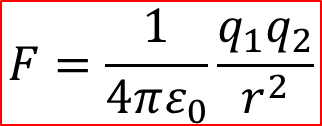 F = \frac{1}{4\pi\varepsilon_0} \frac{q_1 q_2}{r^2}